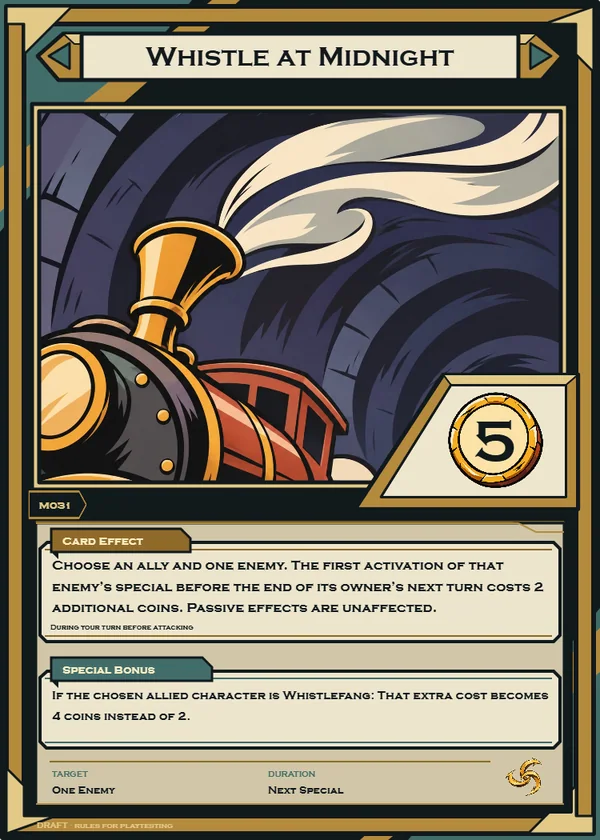 Whistle at Midnight
5
M031
Card Effect
Choose an ally and one enemy. The first activation of that
enemy's special before the end of its owner's next turn costs 2
additional coins. Passive effects are unaffected.
During your turn before attacking
Special Bonus
If the chosen allied character is Whistlefang: That extra cost becomes
4 coins instead of 2.
Target
Duration
One Enemy
Next Special
DRAFT Rules for playtesting